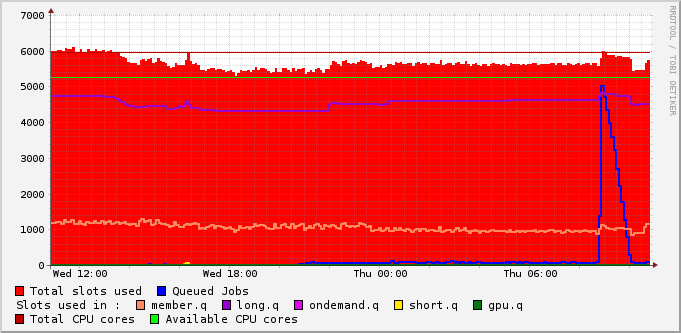 RRDTOOL / TOBI OETIKER
7000
6000
5000
4000
3000
2000
1000
0
Wed 12:00 Wed 18:00 Thu 00:00 Thu 06:00
Total slots used Queued Jobs
Slots used in : member.q long.q ondemand.q short.q gpu.q
Total CPU cores Available CPU cores